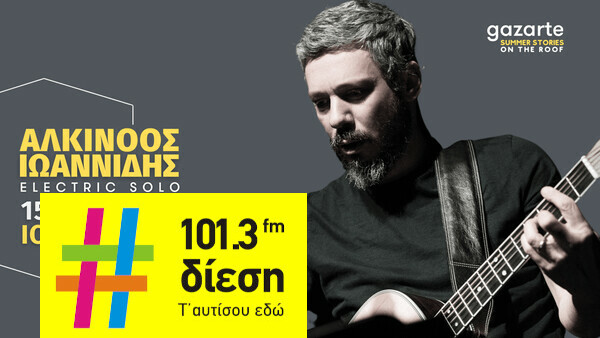 gazarte
SUMMER STORIES
ON THE ROOF
ΑΛΚΙΝΟΟΣ
ΙΩΑΝΝΙΔΗΣ
ELECTRIC SOLO
101.3 fm
δίεση
Τ΄αυτίσου εδώ